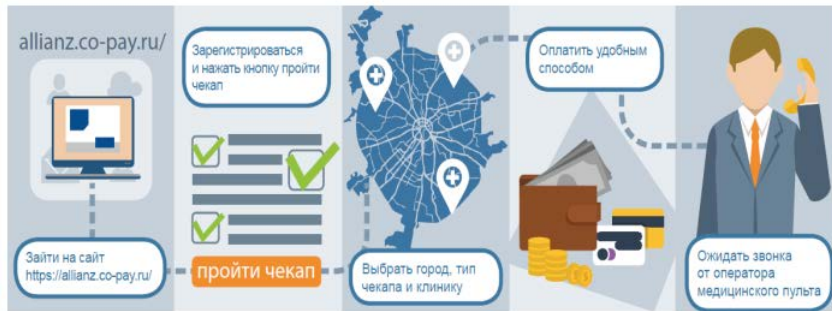 allianz.co-pay.ru/
Зайти на сайт
https://allianz.co-pay.ru/
Зарегистрироваться
и нажать кнопку пройти
чекап
пройти чекап
Выбрать город, тип
чекапа и клинику
Оплатить удобным
способом
Ожидать звонка
от оператора
медицинского пульта